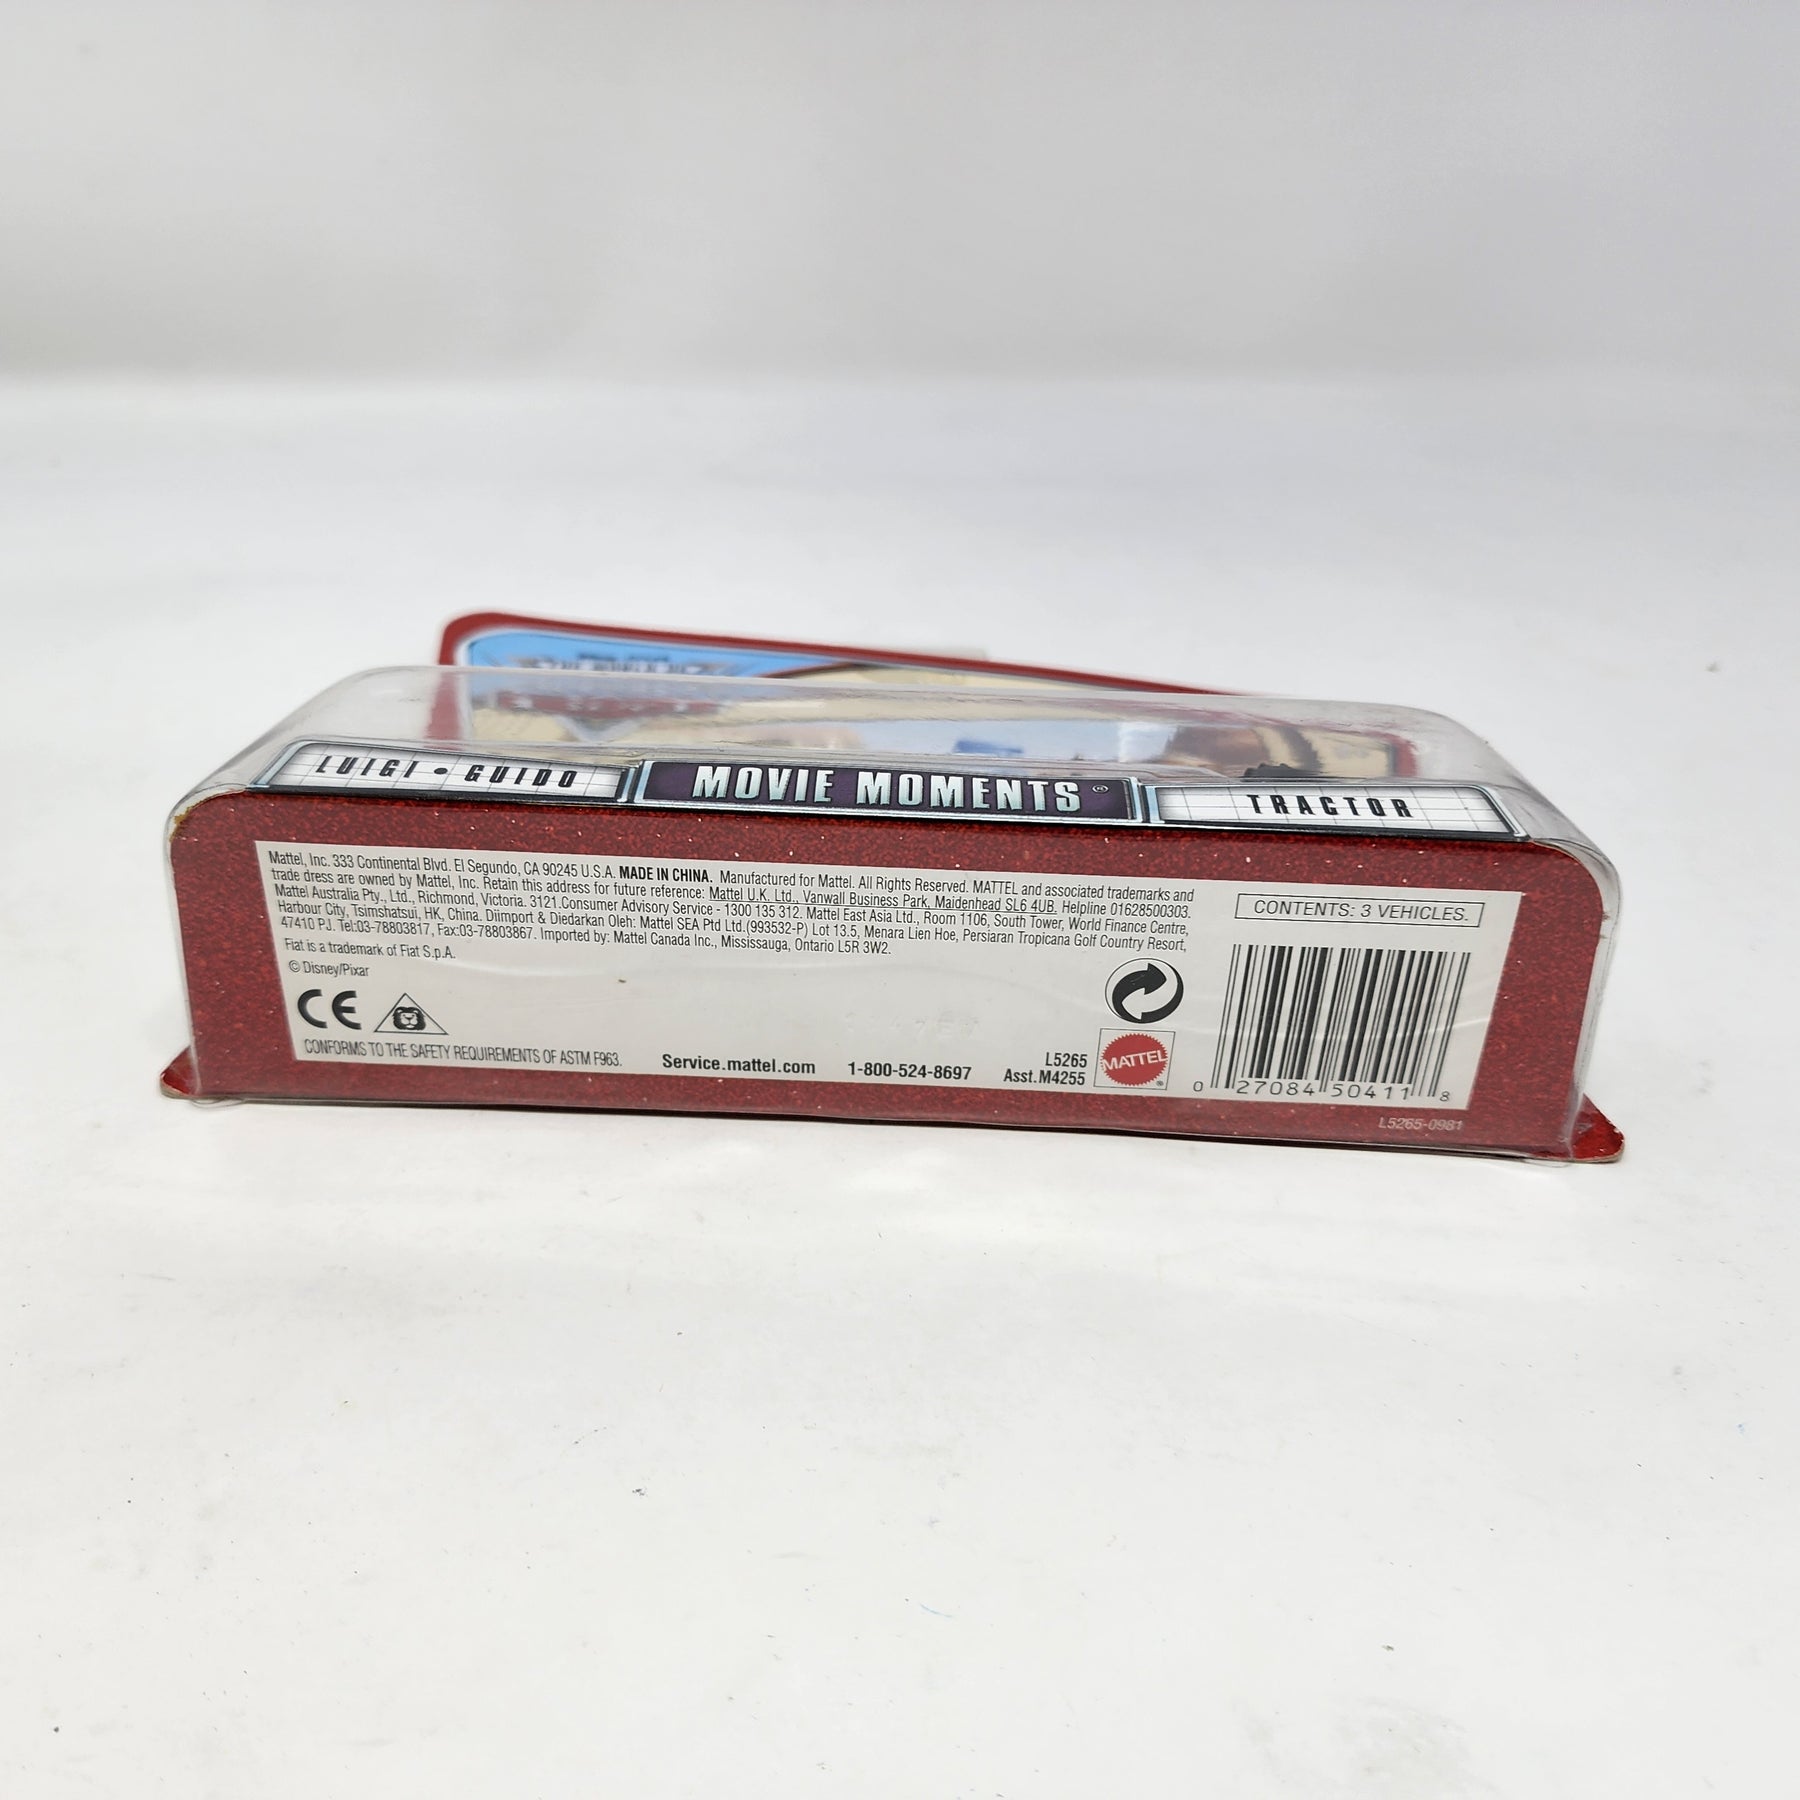 LUIGI • GUIDO
MOVIE MOMENTS®
TRACTOR
Mattel, Inc. 333 Continental Blvd. El Segundo, CA 90245 U.S.A. MADE IN CHINA. Manufactured for Mattel. All Rights Reserved. MATTEL and associated trademarks and
trade dress are owned by Mattel, Inc. Retain this address for future reference: Mattel U.K. Ltd., Vanwall Business Park, Maidenhead SL6 4UB. Helpline 01628500303.
Mattel Australia Pty., Ltd., Richmond, Victoria. 3121.Consumer Advisory Service - 1300 135 312. Mattel East Asia Ltd., Room 1106, South Tower, World Finance Centre,
Harbour City, Tsimshatsui, HK, China. Diimport & Diedarkan Oleh: Mattel SEA Ptd Ltd.(993532-P) Lot 13.5, Menara Lien Hoe, Persiaran Tropicana Golf Country Resort,
47410 PJ. Tel:03-78803817, Fax:03-78803867. Imported by: Mattel Canada Inc., Mississauga, Ontario L5R 3W2.
Fiat is a trademark of Fiat S.p.A.
© Disney/Pixar
CE
CONFORMS TO THE SAFETY REQUIREMENTS OF ASTM F963.
Service.mattel.com
1-800-524-8697
L5265
Asst.M4255
MATTEL®
CONTENTS: 3 VEHICLES.
0 27084 50411 8
L5265-0981